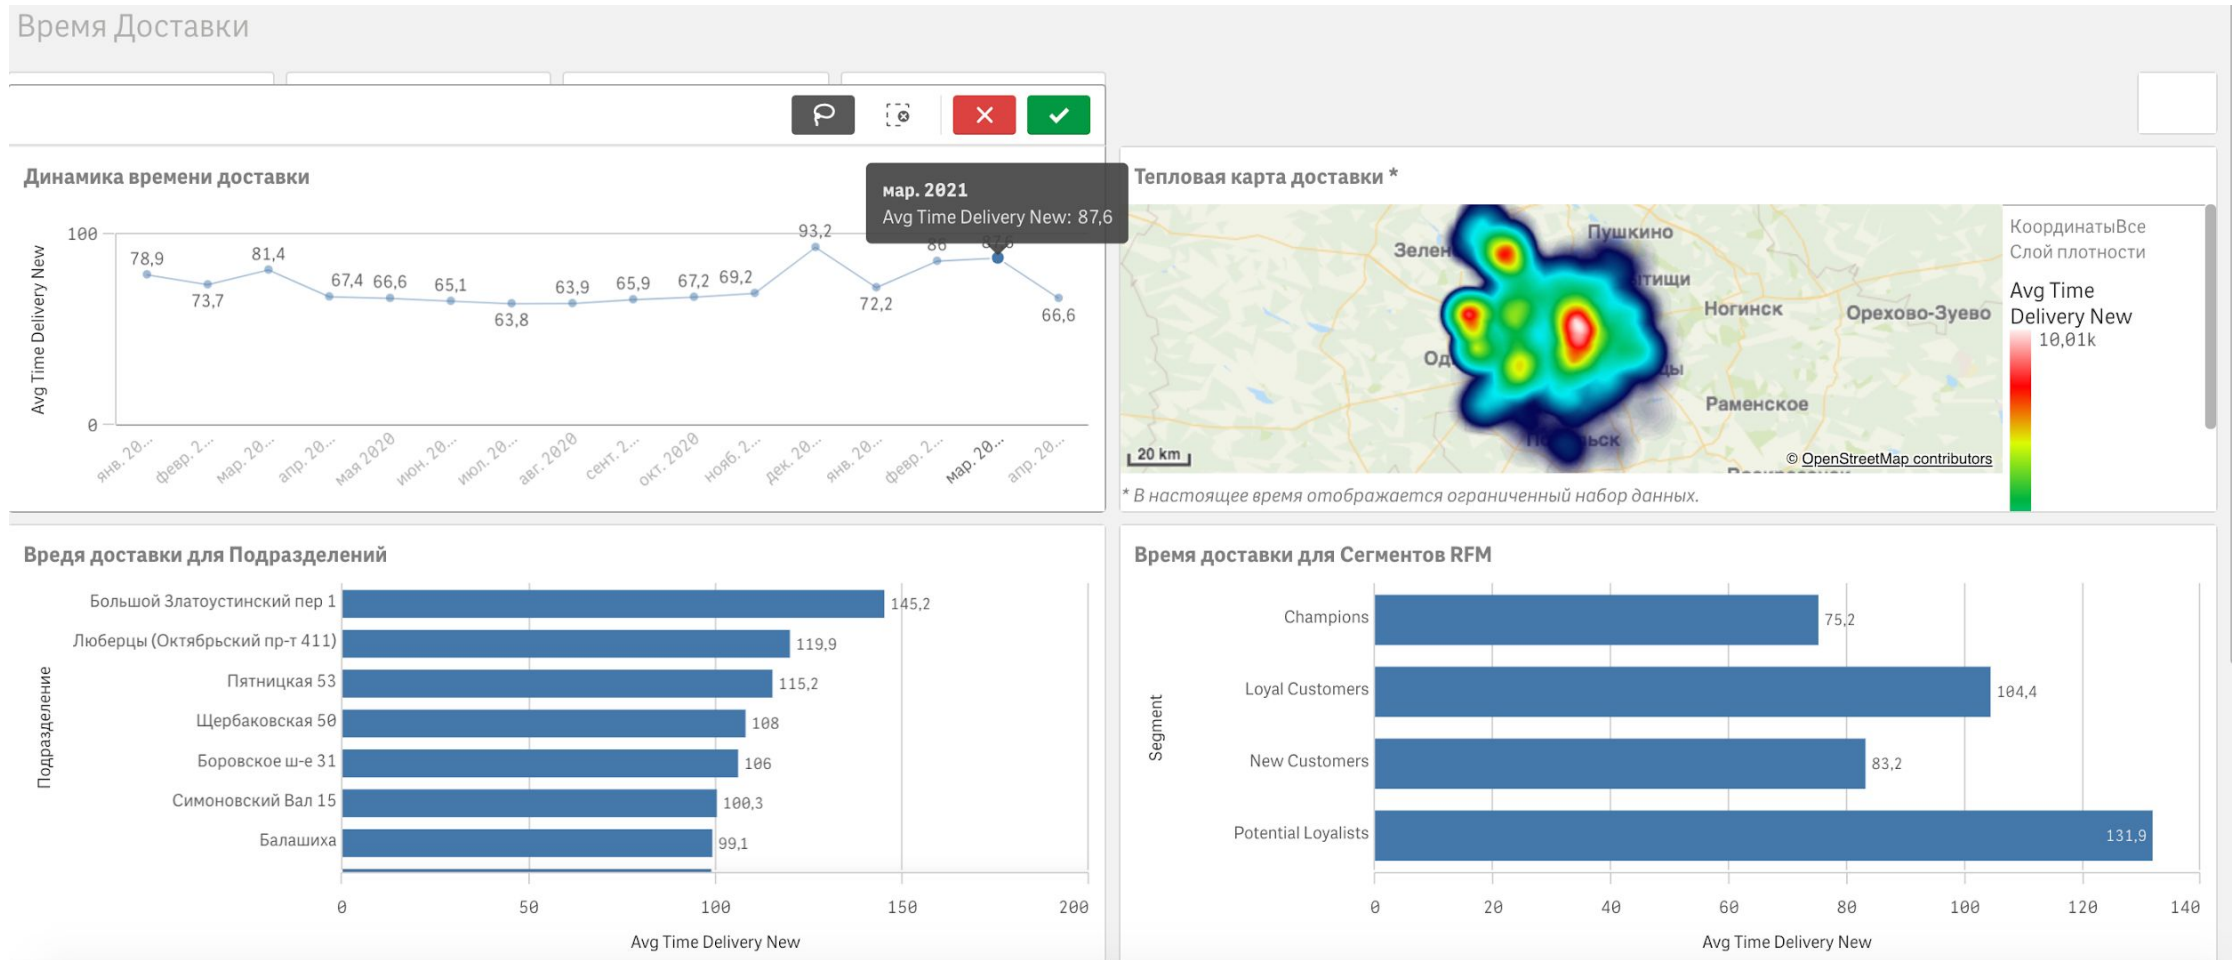 Время Доставки
Динамика времени доставки
мар. 2021
Avg Time Delivery New: 87,6
Avg Time Delivery New
100
0
78,9
73,7
81,4
67,4
66,6
65,1
63,8
63,9
65,9
67,2
69,2
93,2
72,2
86
66,6
янв. 20...
февр. 2...
мар. 20...
апр. 20...
мая 2020
июн. 20...
июл. 20...
авг. 2020
сент. 2...
окт. 2020
нояб. 2...
дек. 20...
янв. 20...
февр. 2...
мар. 20...
апр. 20...
Тепловая карта доставки *
Пушкино
Зелен
тищи
Ногинск
Орехово-Зуево
Од
цы
Раменское
20 km
© OpenStreetMap contributors
* В настоящее время отображается ограниченный набор данных.
КоординатыВсе
Слой плотности
Avg Time
Delivery New
10,01k
Вредя доставки для Подразделений
Подразделение
Большой Златоустинский пер 1
145,2
Люберцы (Октябрьский пр-т 411)
119,9
Пятницкая 53
115,2
Щербаковская 50
108
Боровское ш-е 31
106
Симоновский Вал 15
100,3
Балашиха
99,1
0 50 100 150 200
Avg Time Delivery New
Время доставки для Сегментов RFM
Segment
Champions
75,2
Loyal Customers
104,4
New Customers
83,2
Potential Loyalists
131,9
0 20 40 60 80 100 120 140
Avg Time Delivery New